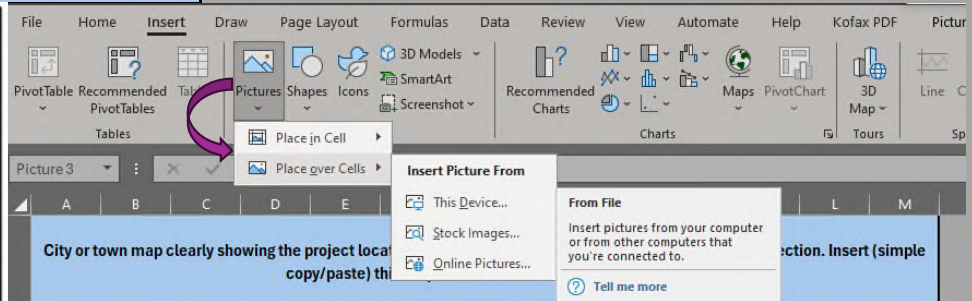 File Home Insert Draw Page Layout Formulas Data Review View Automate Help Kofax PDF
PivotTable Recommended PivotTables Pictures Shapes Icons
3D Models
SmartArt
Screenshot
Recommended Charts
Maps PivotChart
3D Map
Line
Tables
Charts
Tours
Place in Cell
Place over Cells
Picture 3
Insert Picture From
This Device...
Stock Images...
Online Pictures...
From File
Insert pictures from your computer
or from other computers that
you're connected to.
Tell me more
A B C D E L M
City or town map clearly showing the project
Insert (simple
copy/paste)